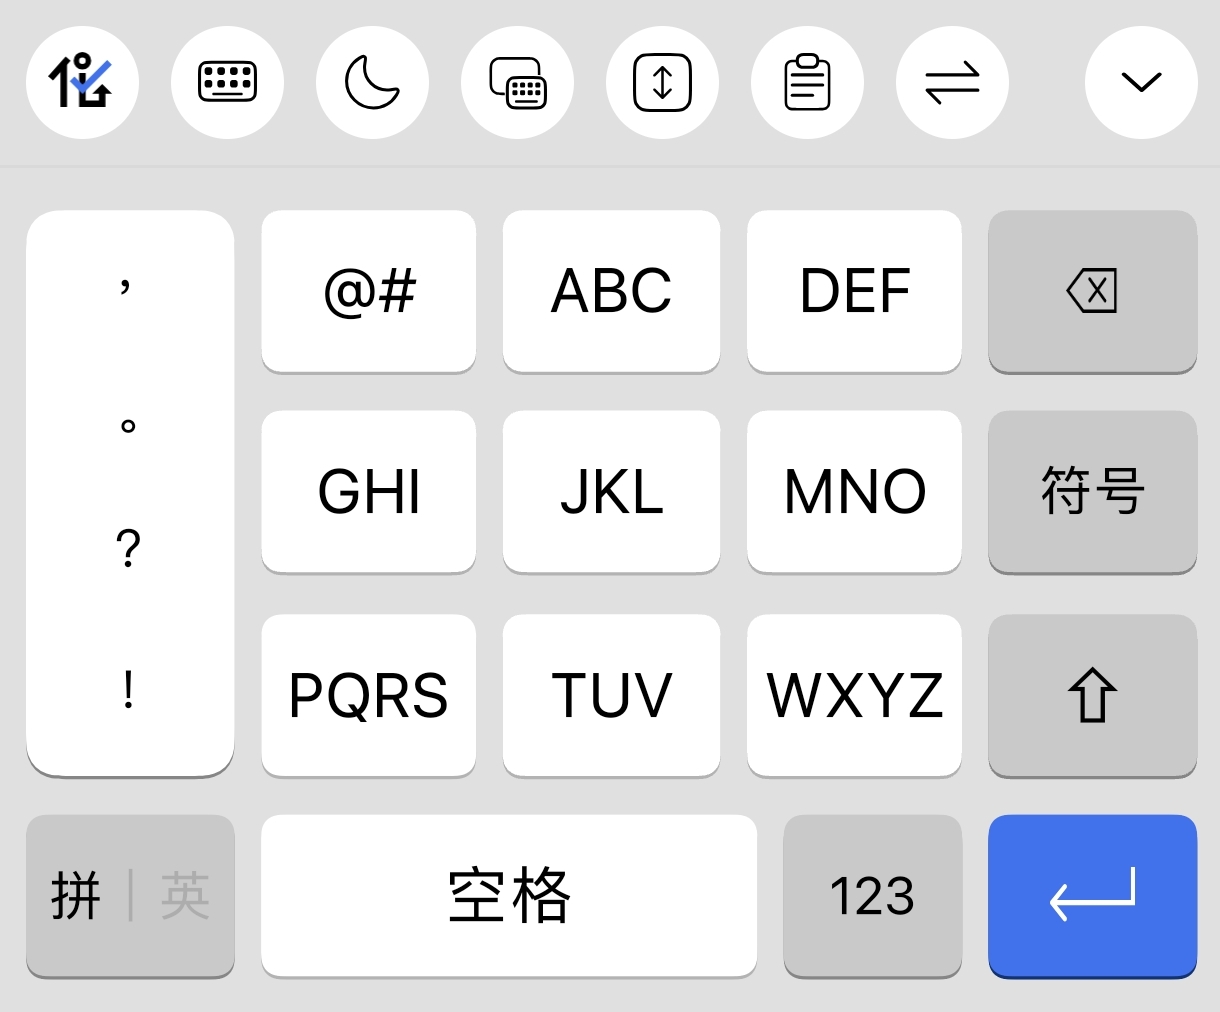 ，
。
?
!
@#
ABC
DEF
GHI
JKL
MNO
符号
PQRS
TUV
WXYZ
拼｜英
空格
123